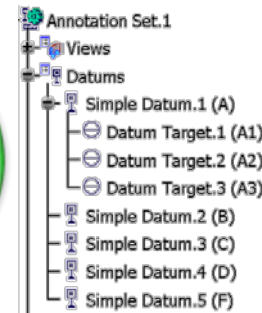 Annotation Set.1
Views
Datums
Simple Datum.1 (A)
Datum Target.1 (A1)
Datum Target.2 (A2)
Datum Target.3 (A3)
Simple Datum.2 (B)
Simple Datum.3 (C)
Simple Datum.4 (D)
Simple Datum.5 (F)